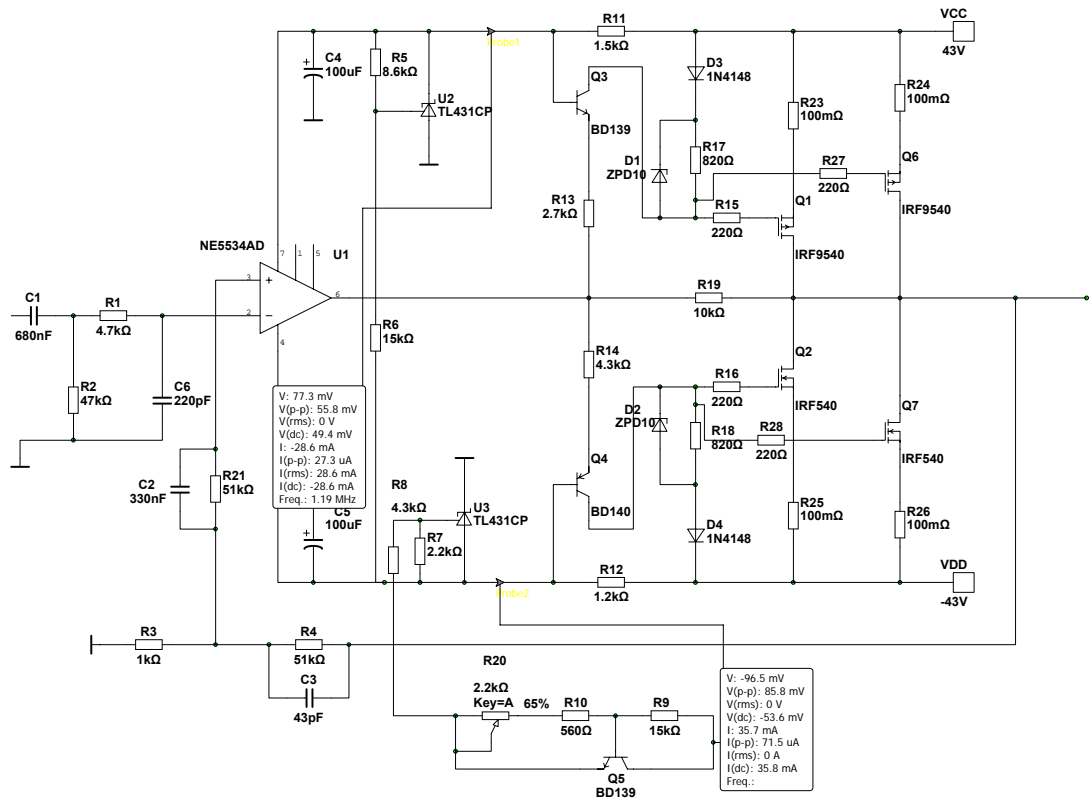 R11
VCC
1.5kΩ
43V
Probe1
C4
100uF
R5
8.6kΩ
U2
TL431CP
Q3
BD139
D3
1N4148
R23
100mΩ
R24
100mΩ
D1
ZPD10
R17
820Ω
R27
220Ω
Q6
IRF9540
R13
2.7kΩ
R15
220Ω
Q1
IRF9540
NE5534AD
U1
7
1
5
3
2
6
4
C1
680nF
R1
4.7kΩ
R19
10kΩ
R6
15kΩ
R2
47kΩ
C6
220pF
R14
4.3kΩ
R16
220Ω
Q2
IRF540
V: 77.3 mV
V(p-p): 55.8 mV
V(rms): 0 V
V(dc): 49.4 mV
I: -28.6 mA
I(p-p): 27.3 uA
I(rms): 28.6 mA
I(dc): -28.6 mA
Freq.: 1.19 MHz
D2
ZPD10
R18
820Ω
R28
220Ω
Q7
IRF540
C2
330nF
R21
51kΩ
Q4
BD140
R8
4.3kΩ
U3
TL431CP
C5
100uF
R7
2.2kΩ
D4
1N4148
R25
100mΩ
R26
100mΩ
Probe2
R12
1.2kΩ
VDD
-43V
R3
1kΩ
R4
51kΩ
C3
43pF
R20
2.2kΩ
Key=A
65%
R10
560Ω
R9
15kΩ
Q5
BD139
V: -96.5 mV
V(p-p): 85.8 mV
V(rms): 0 V
V(dc): -53.6 mV
I: 35.7 mA
I(p-p): 71.5 uA
I(rms): 0 A
I(dc): 35.8 mA
Freq.: